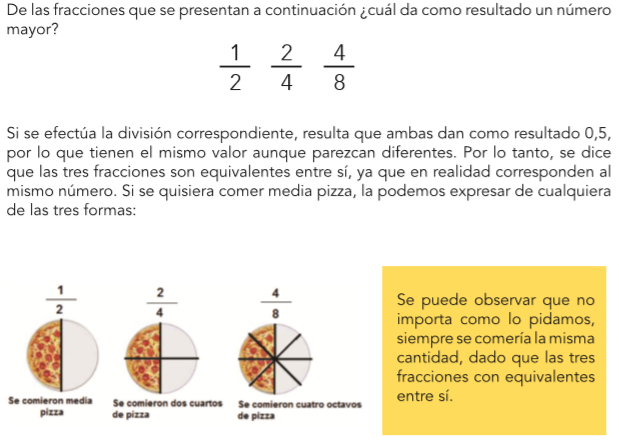 De las fracciones que se presentan a continuación ¿cuál da como resultado un número
mayor?
1/2 2/4 4/8
Si se efectúa la división correspondiente, resulta que ambas dan como resultado 0,5,
por lo que tienen el mismo valor aunque parezcan diferentes. Por lo tanto, se dice
que las tres fracciones son equivalentes entre sí, ya que en realidad corresponden al
mismo número. Si se quisiera comer media pizza, la podemos expresar de cualquiera
de las tres formas:
1/2
Se comieron media
pizza
2/4
Se comieron dos cuartos
de pizza
4/8
Se comieron cuatro octavos
de pizza
Se puede observar que no
importa como lo pidamos,
siempre se comería la misma
cantidad, dado que las tres
fracciones con equivalentes
entre sí.